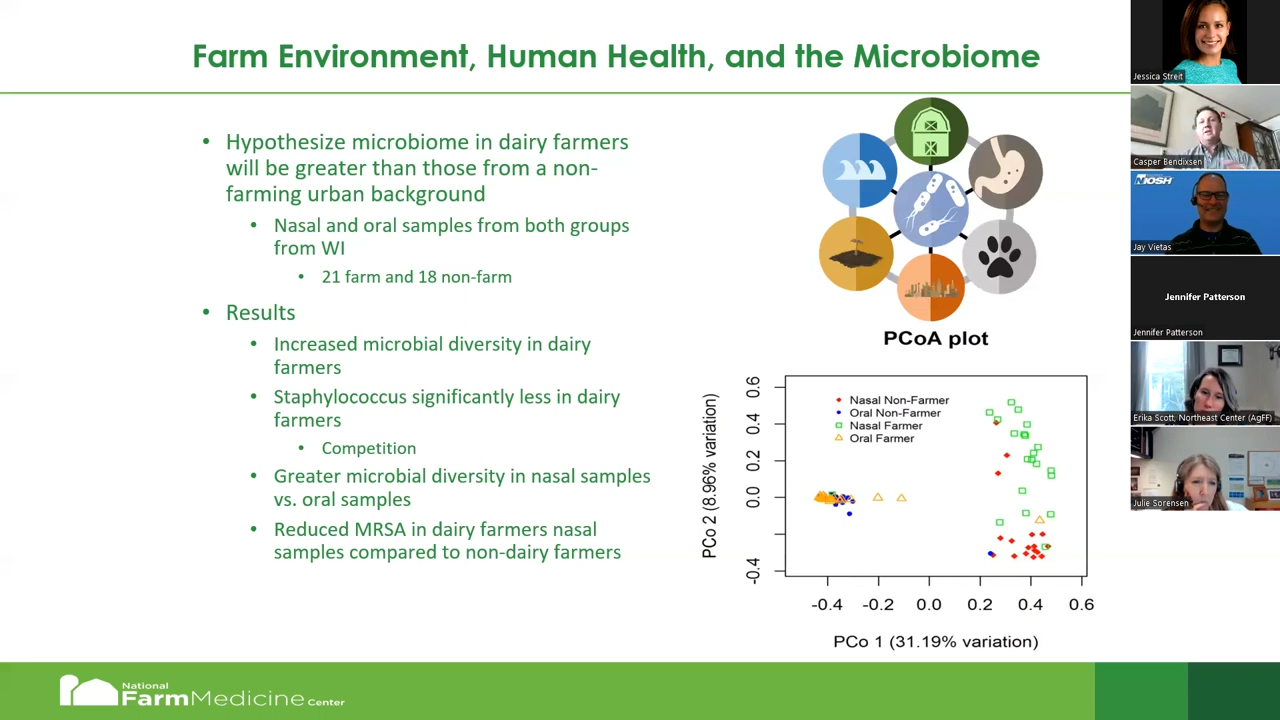 Farm Environment, Human Health, and the Microbiome
• Hypothesize microbiome in dairy farmers
will be greater than those from a non-
farming urban background
• Nasal and oral samples from both groups
from WI
• 21 farm and 18 non-farm
• Results
• Increased microbial diversity in dairy
farmers
• Staphylococcus significantly less in dairy
farmers
• Competition
• Greater microbial diversity in nasal samples
vs. oral samples
• Reduced MRSA in dairy farmers nasal
samples compared to non-dairy farmers
PCoA plot
Nasal Non-Farmer
Oral Non-Farmer
Nasal Farmer
Oral Farmer
PCo 2 (8.96% variation)
0.6
0.4
0.2
0.0
-0.4
-0.4 -0.2 0.0 0.2 0.4 0.6
PCo 1 (31.19% variation)
National
FarmMedicine Center
Jessica Streit
Casper Bendixsen
NIOSH
Jay Vietas
Jennifer Patterson
Jennifer Patterson
Erika Scott, Northeast Center (AgFF)
Julie Sorensen